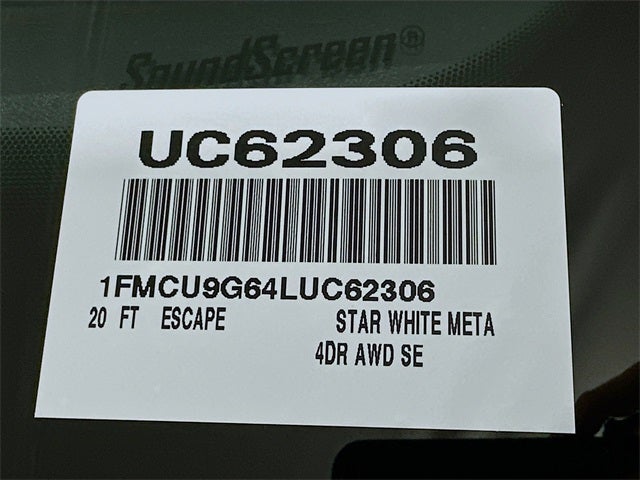 SoundScreen®
UC62306
1FMCU9G64LUC62306
20 FT ESCAPE STAR WHITE META
4DR AWD SE